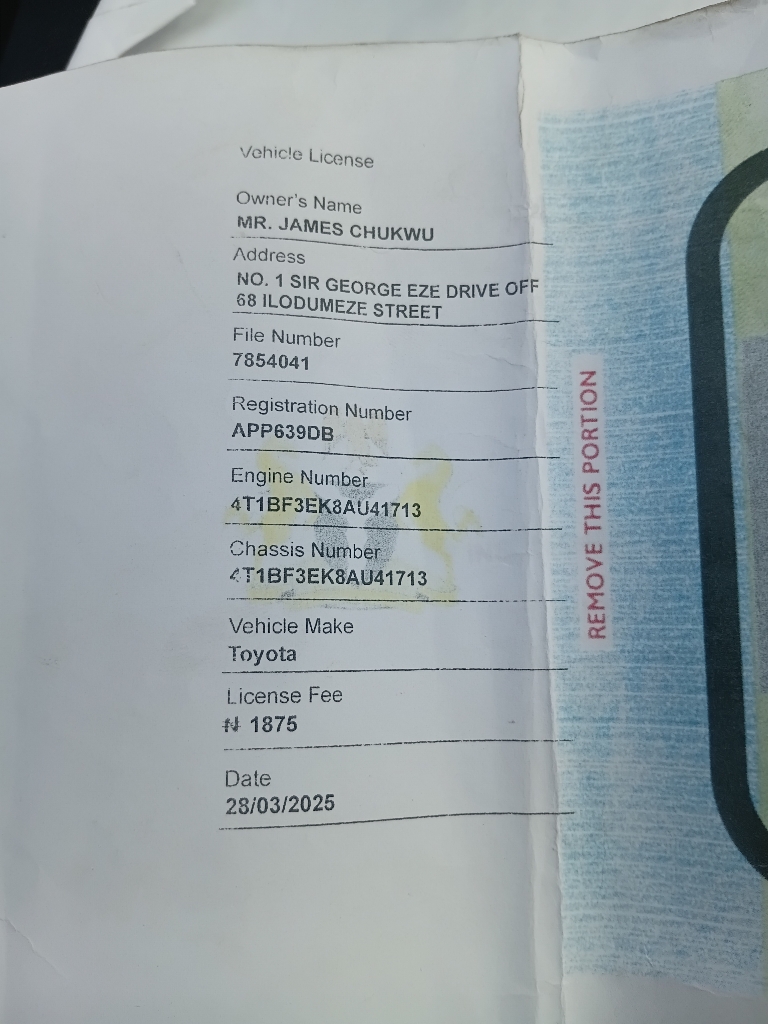 Vehicle License
Owner's Name
MR. JAMES CHUKWU
Address
NO. 1 SIR GEORGE EZE DRIVE OFF
68 ILODUMEZE STREET
File Number
7854041
Registration Number
APP639DB
Engine Number
4T1BF3EK8AU41713
Chassis Number
4T1BF3EK8AU41713
Vehicle Make
Toyota
License Fee
₦ 1875
Date
28/03/2025
REMOVE THIS PORTION